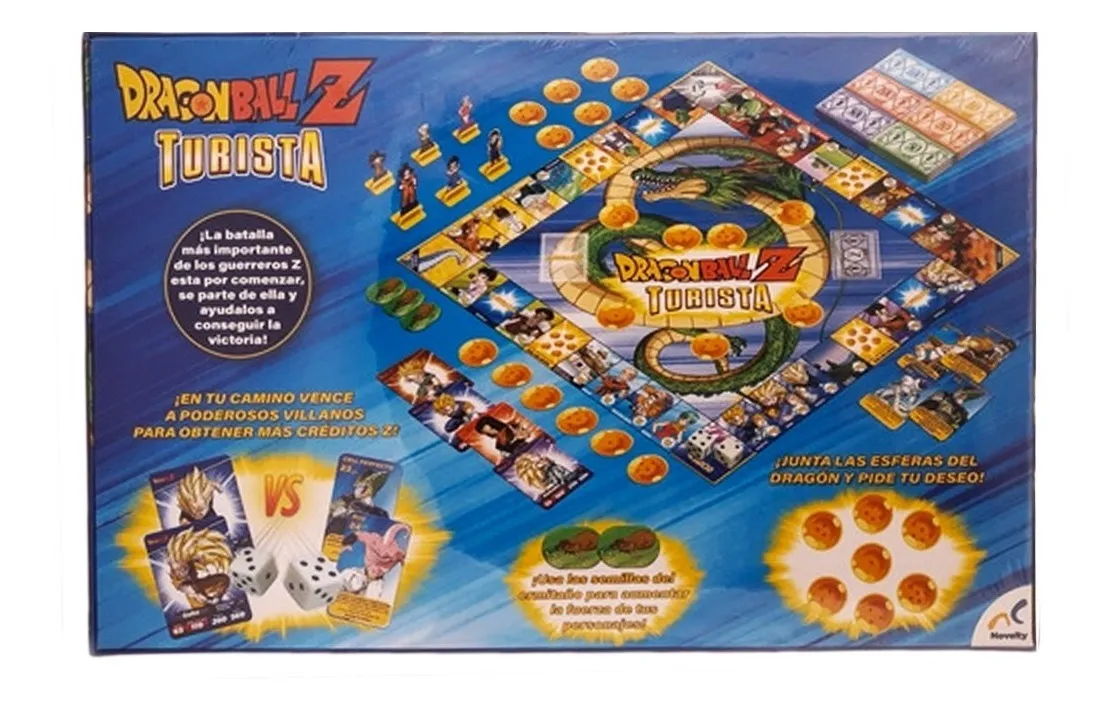 DRAGON BALL Z
TURISTA
¡La batalla
más importante
de los guerreros Z
esta por comenzar,
se parte de ella y
ayudalos a
conseguir la
victoria!
¡EN TU CAMINO VENCE
A PODEROSOS VILLANOS
PARA OBTENER MÁS CRÉDITOS Z!
VS
CELL PERFECTO
DRAGON BALL Z
TURISTA
¡Usa las semillas del
ermitaño para aumentar
la fuerza de tus
personajes!
¡JUNTA LAS ESFERAS DEL
DRAGÓN Y PIDE TU DESEO!
Novelty